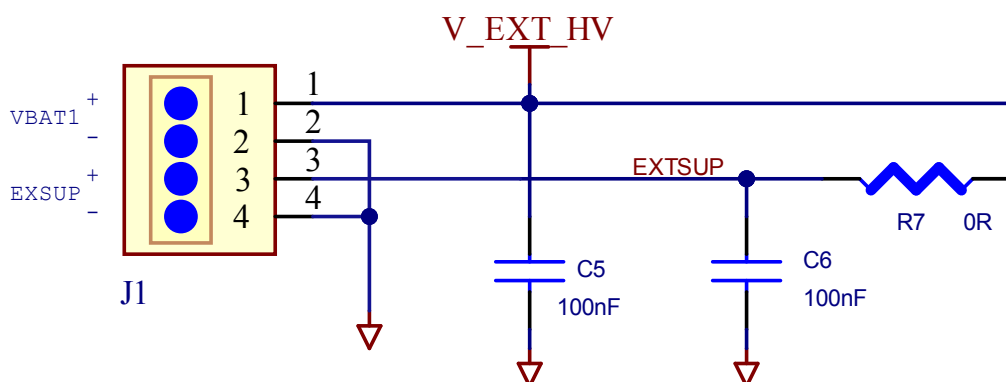 V_EXT_HV
VBAT1 + 1 1
- 2 2
EXSUP + 3 3 EXTSUP
- 4 4
R7 0R
J1
C5
100nF
C6
100nF